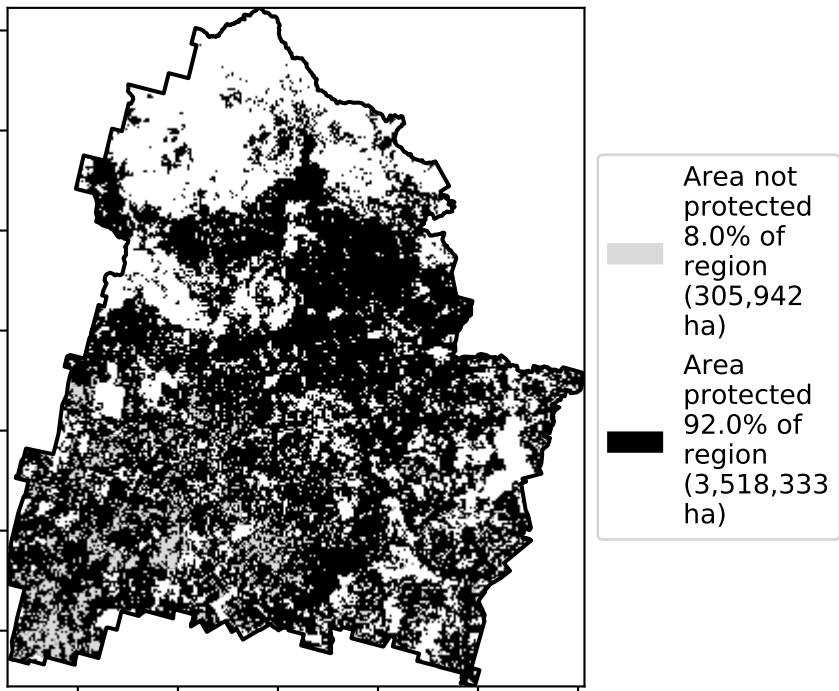 Area not
protected
8.0% of
region
(305,942
ha)
Area
protected
92.0% of
region
(3,518,333
ha)